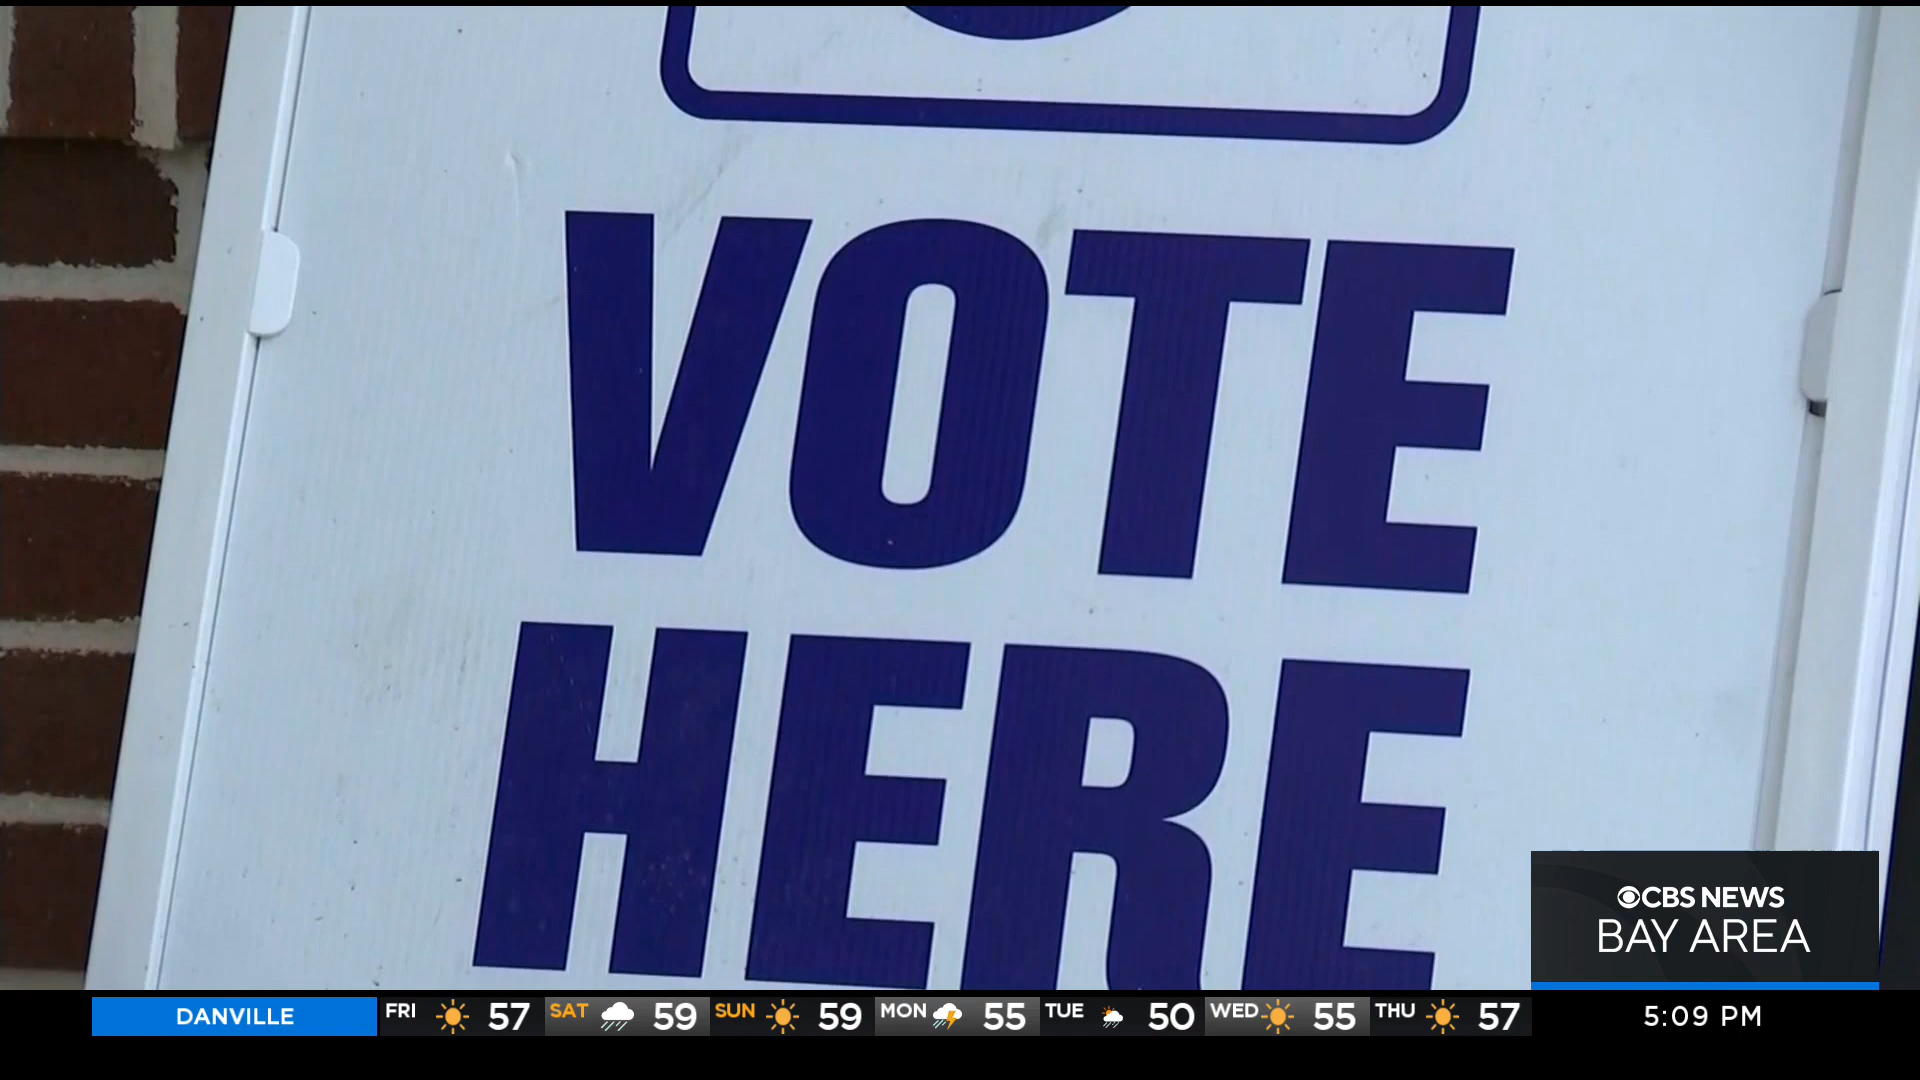 VOTE
HERE
CBS NEWS
BAY AREA
DANVILLE FRI 57 SAT 59 SUN 59 MON 55 TUE 50 WED 55 THU 57 5:09 PM